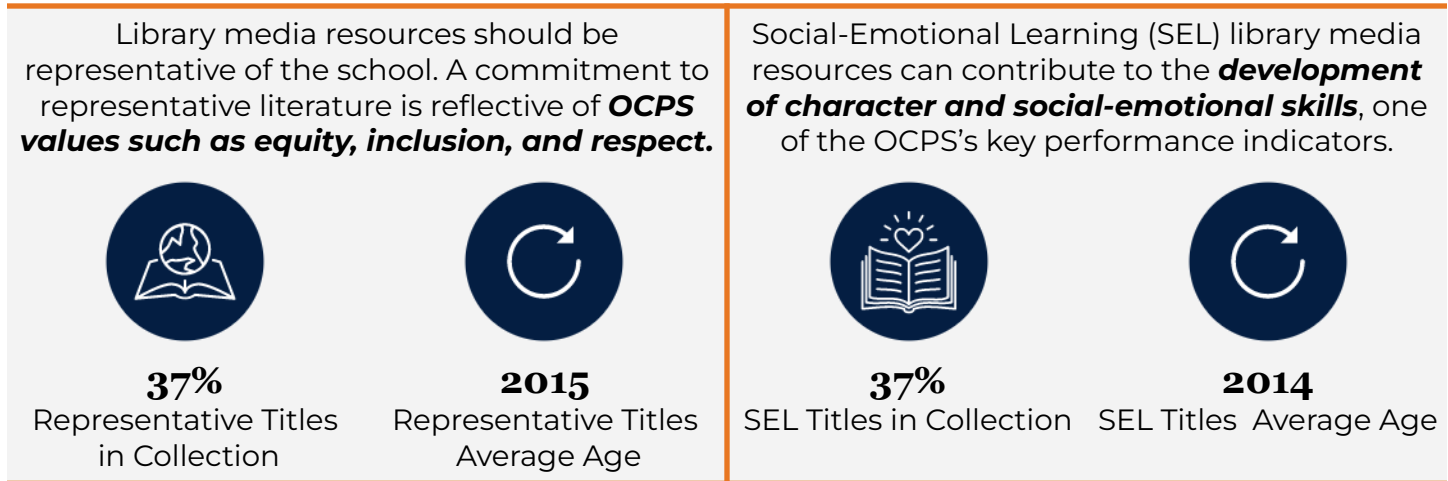 Library media resources should be
representative of the school. A commitment to
representative literature is reflective of OCPS
values such as equity, inclusion, and respect.
37%
Representative Titles
in Collection
2015
Representative Titles
Average Age
Social-Emotional Learning (SEL) library media
resources can contribute to the development
of character and social-emotional skills, one
of the OCPS’s key performance indicators.
37%
SEL Titles in Collection
2014
SEL Titles  Average Age